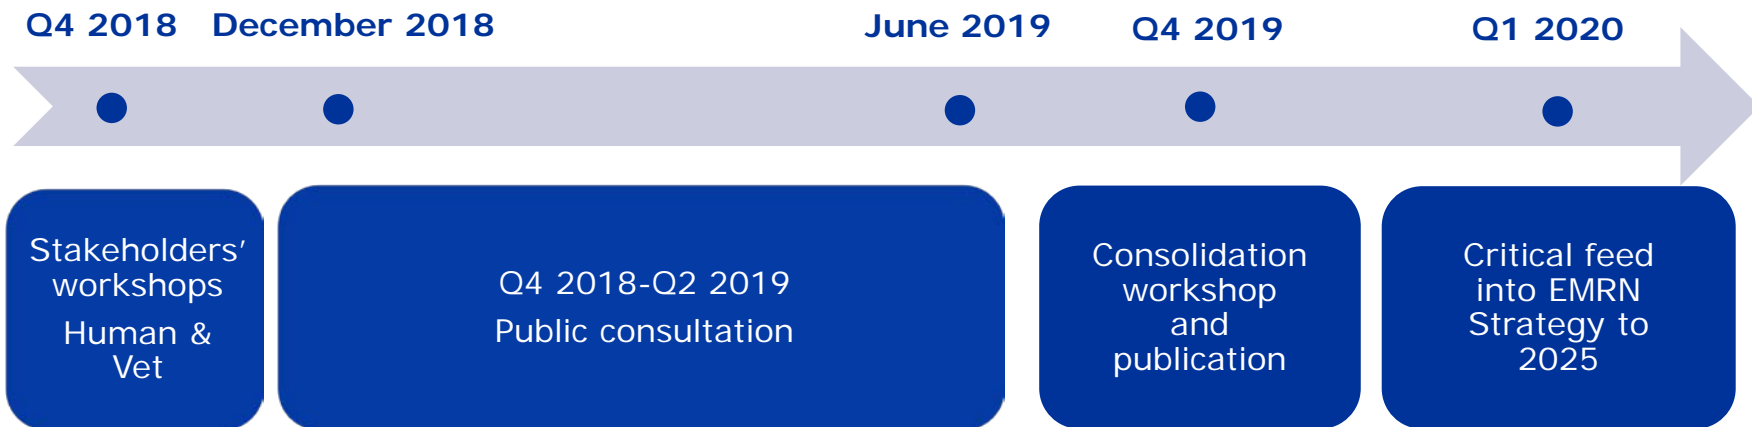 Q4 2018 December 2018 June 2019 Q4 2019 Q1 2020
Stakeholders’
workshops
Human &
Vet
Q4 2018-Q2 2019
Public consultation
Consolidation
workshop
and
publication
Critical feed
into EMRN
Strategy to
2025